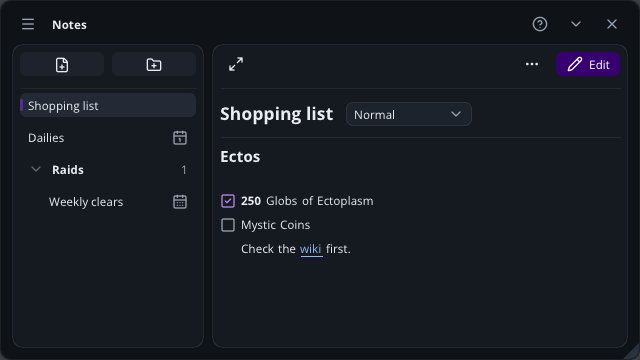 Notes
Edit
Shopping list
Dailies
Raids 1
Weekly clears
Shopping list Normal
Ectos
250 Globs of Ectoplasm
Mystic Coins
Check the wiki first.